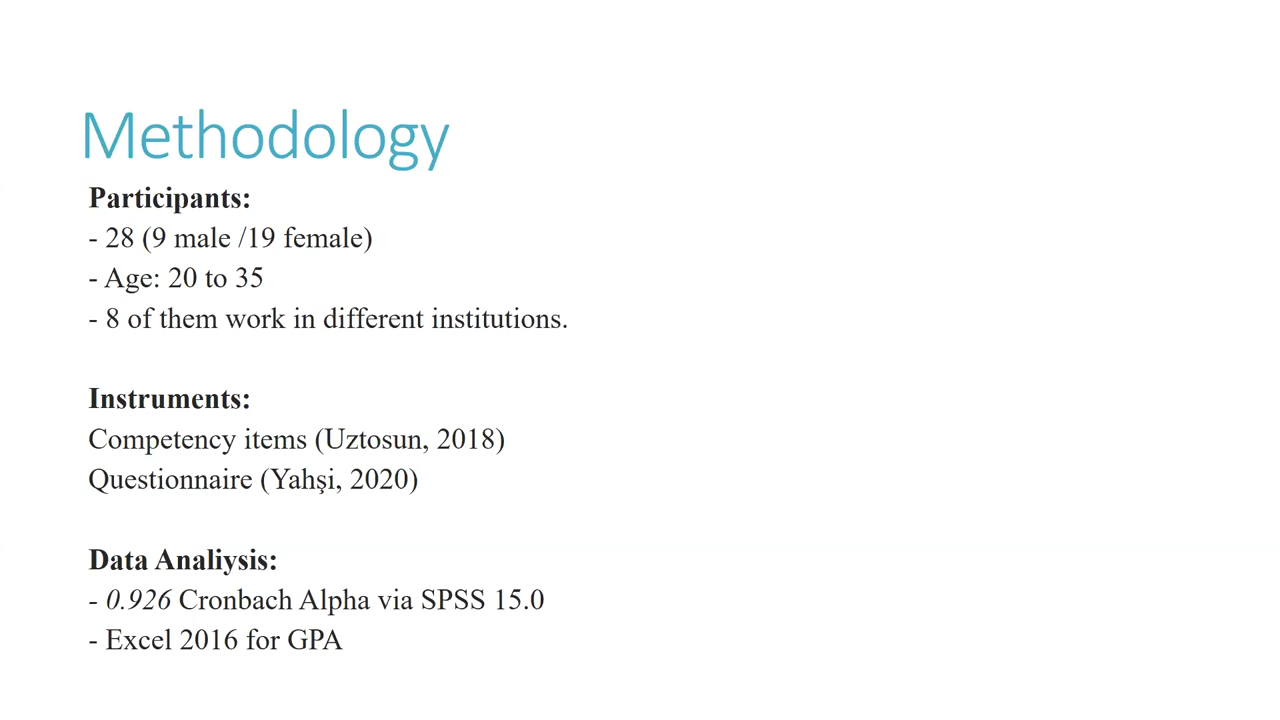 Methodology
Participants:
- 28 (9 male /19 female)
- Age: 20 to 35
- 8 of them work in different institutions.
Instruments:
Competency items (Uztosun, 2018)
Questionnaire (Yahşi, 2020)
Data Analiysis:
- 0.926 Cronbach Alpha via SPSS 15.0
- Excel 2016 for GPA